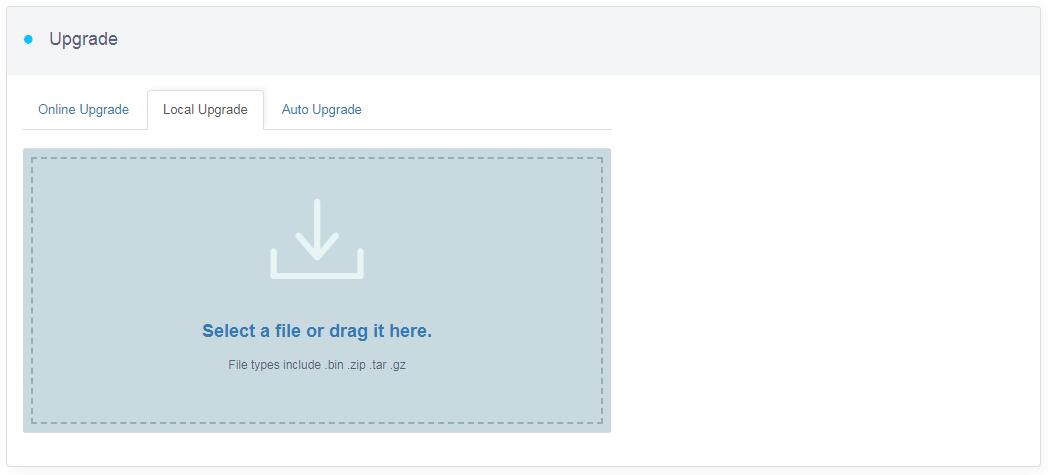 Upgrade
Online Upgrade
Local Upgrade
Auto Upgrade
Select a file or drag it here.
File types include .bin .zip .tar .gz